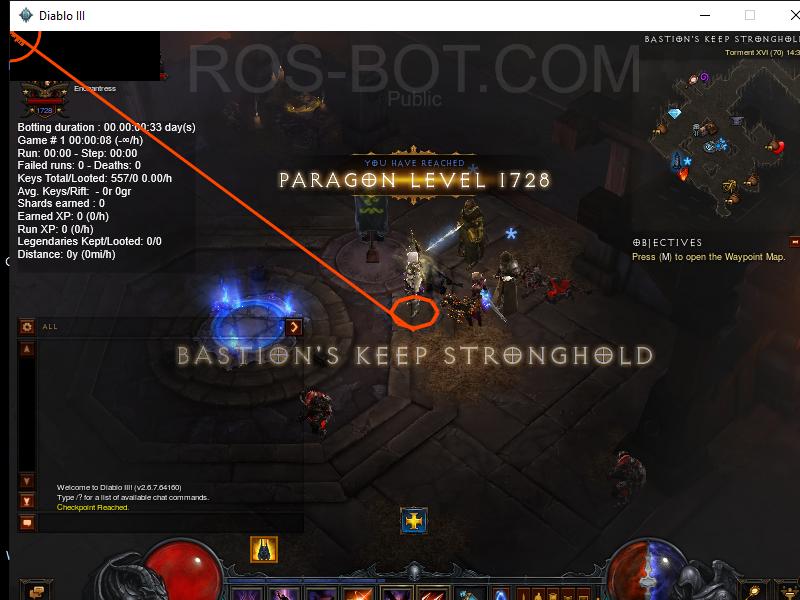 Diablo III
BASTION'S KEEP STRONGHOLD
Torment XVI (70) 14:3
ROS-BOT.COM
Public
Enchantress
1728
Botting duration : 00.00:00:33 day(s)
Game # 1 00:00:08 (-∞/h)
Run: 00:00 - Step: 00:00
Failed runs: 0 - Deaths: 0
Keys Total/Looted: 557/0 0.00/h
Avg. Keys/Rift:  - 0r 0gr
Shards earned : 0
Earned XP: 0 (0/h)
Run XP: 0 (0/h)
Legendaries Kept/Looted: 0/0
Distance: 0y (0mi/h)
YOU HAVE REACHED
PARAGON LEVEL 1728
OBJECTIVES
Press (M) to open the Waypoint Map.
ALL
BASTION'S KEEP STRONGHOLD
Welcome to Diablo III! (v2.6.7.64160)
Type /? for a list of available chat commands.
Checkpoint Reached.